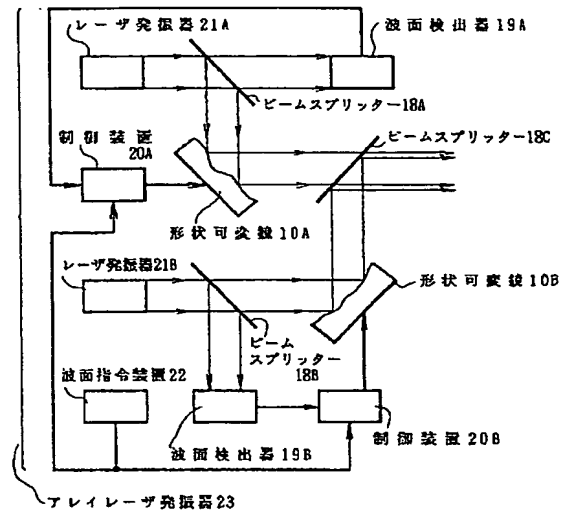 レーザ発振器21A
波面検出器19A
ビームスプリッター18A
ビームスプリッター18C
制御装置
20A
形状可変鏡10A
レーザ発振器21B
形状可変鏡10B
ビーム
スプリッター
18B
波面指令装置22
波面検出器19B
制御装置20B
アレイレーザ発振器23